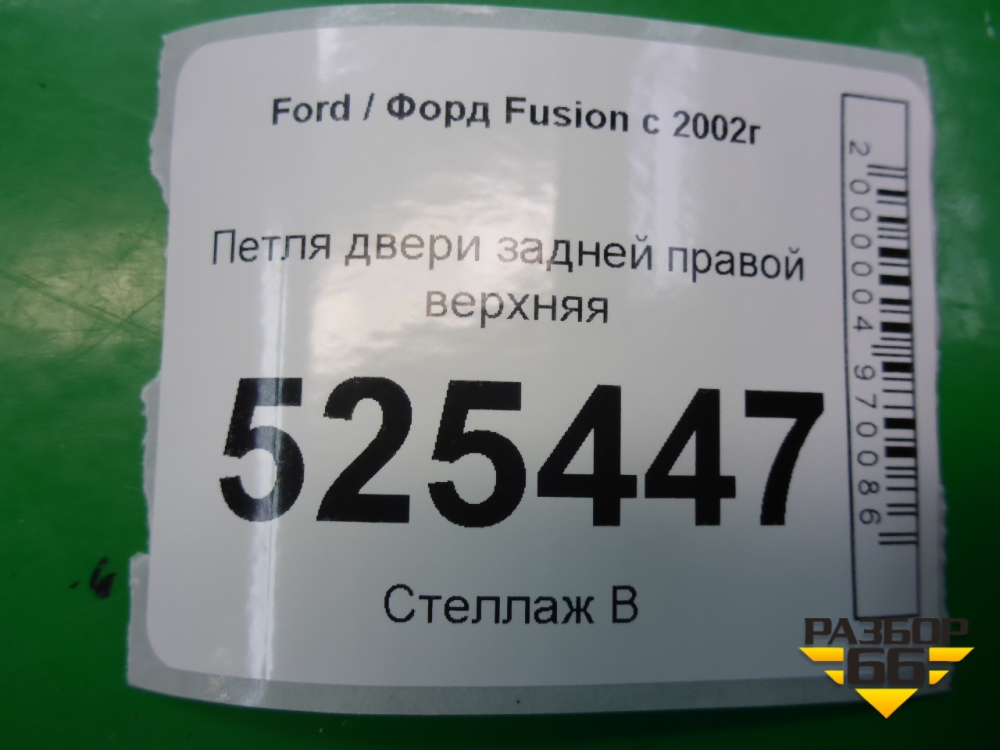 Ford / Форд Fusion с 2002г
Петля двери задней правой
верхняя
525447
Стеллаж В
2000004970086
РАЗБОР
66